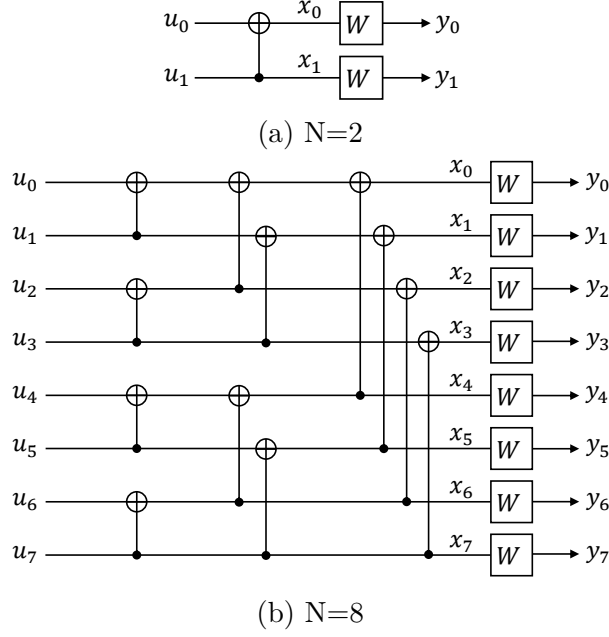 u₀ x₀ W y₀
u₁ x₁ W y₁
(a) N=2
u₀ x₀ W y₀
u₁ x₁ W y₁
u₂ x₂ W y₂
u₃ x₃ W y₃
u₄ x₄ W y₄
u₅ x₅ W y₅
u₆ x₆ W y₆
u₇ x₇ W y₇
(b) N=8